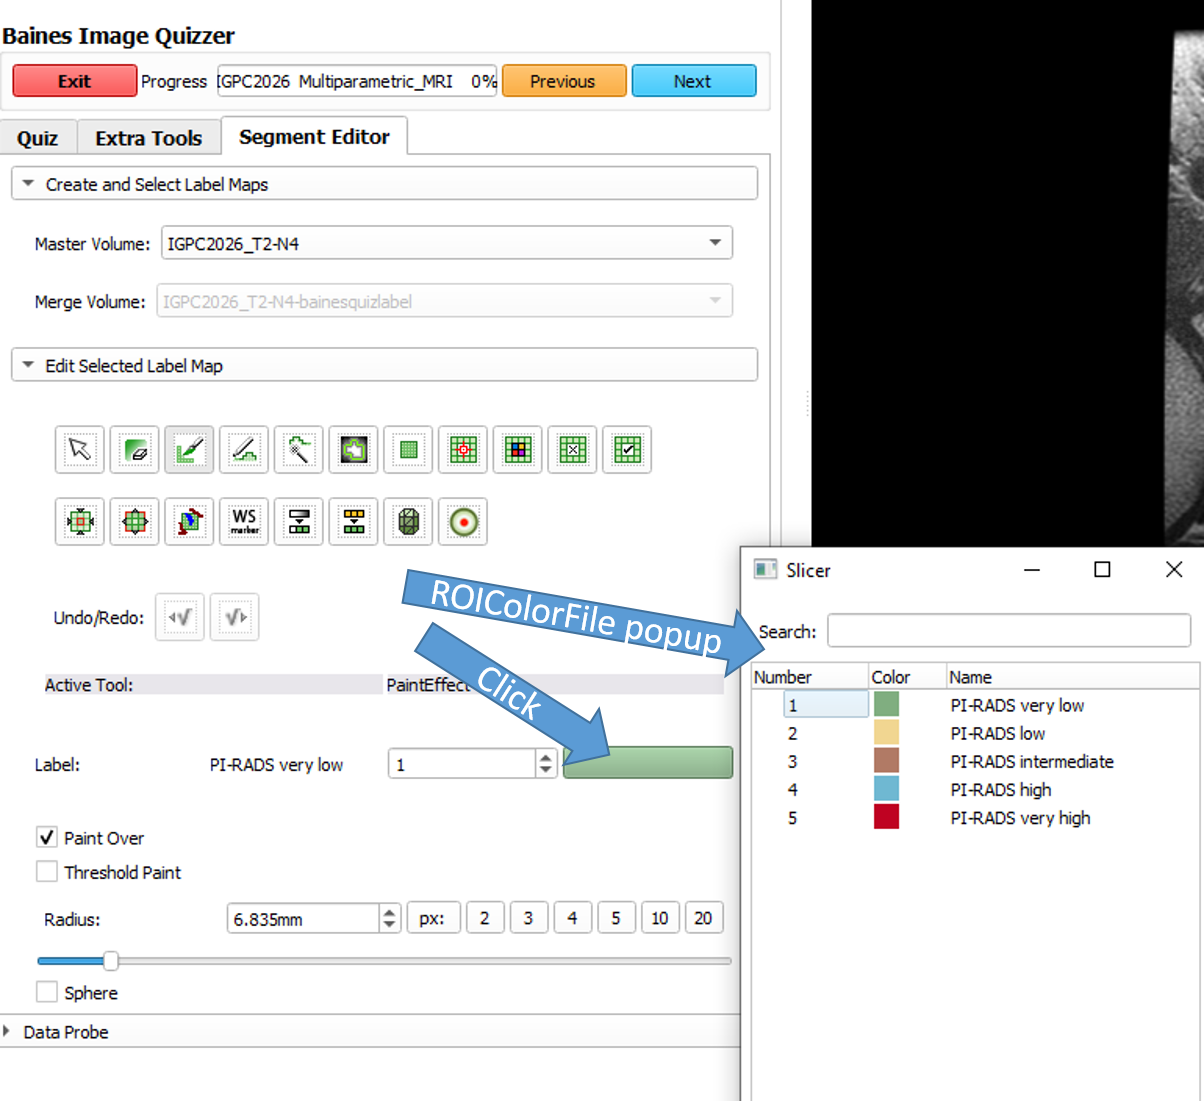 Baines Image Quizzer
Exit Progress IGPC2026 Multiparametric_MRI 0% Previous Next
Quiz Extra Tools Segment Editor
Create and Select Label Maps
Master Volume: IGPC2026_T2-N4
Merge Volume: IGPC2026_T2-N4-bainesquizlabel
Edit Selected Label Map
WS
marker
Undo/Redo:
ROIColorFile popup
Click
Active Tool: PaintEffect
Label: PI-RADS very low 1
Paint Over
Threshold Paint
Radius: 6.835mm px: 2 3 4 5 10 20
Sphere
Data Probe
Slicer
Search:
Number Color Name
1 PI-RADS very low
2 PI-RADS low
3 PI-RADS intermediate
4 PI-RADS high
5 PI-RADS very high